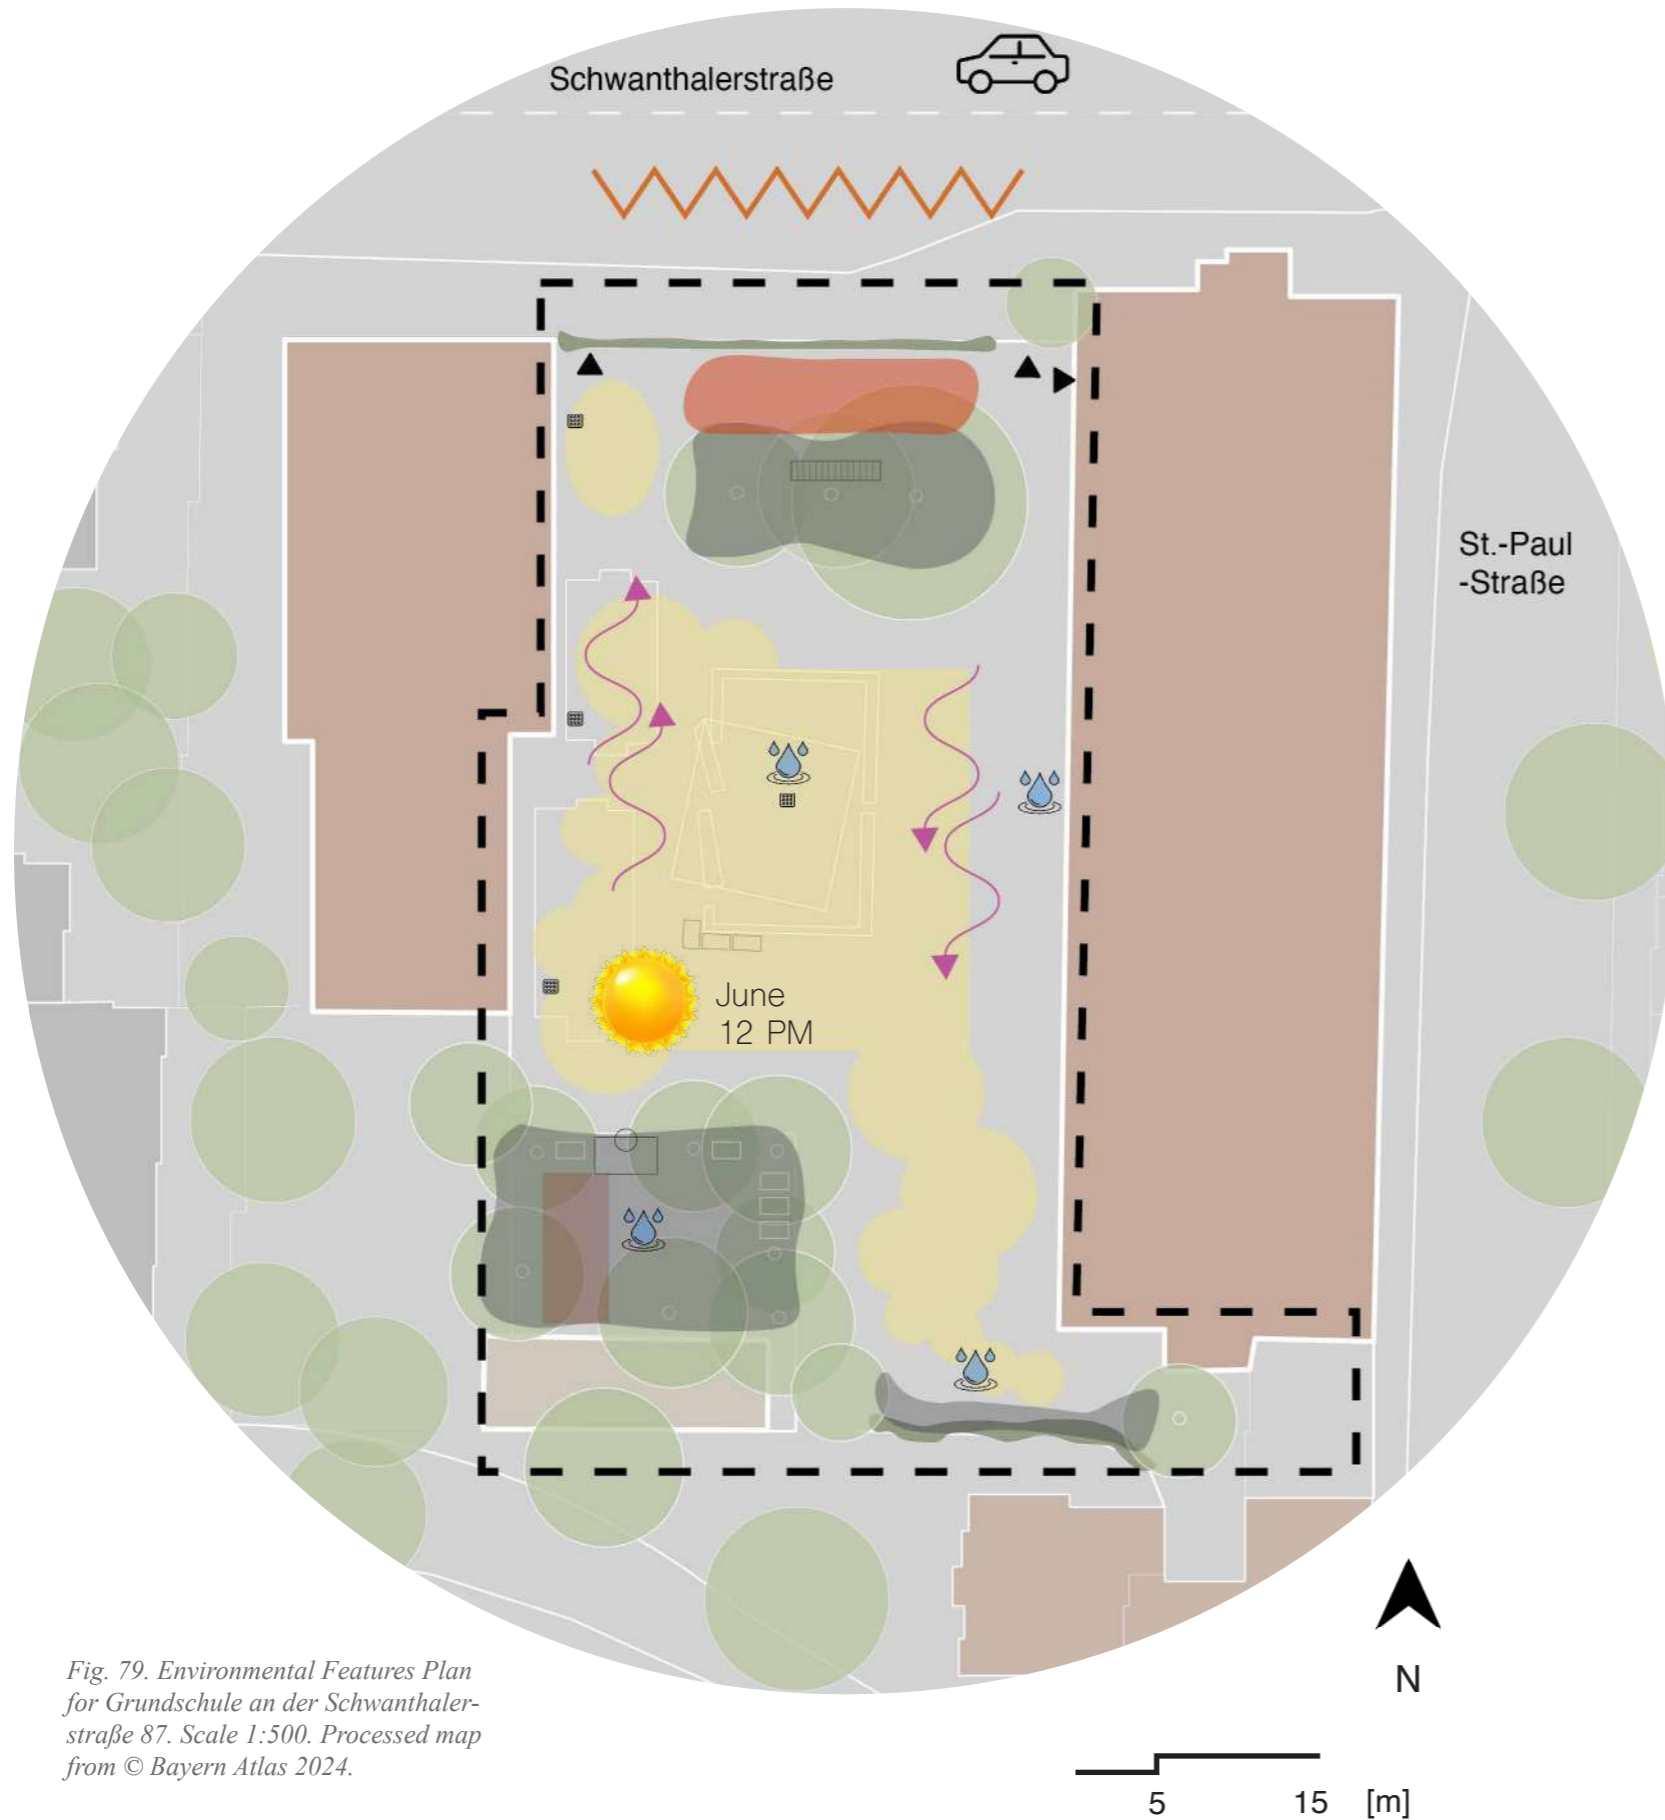 Schwanthalerstraße
St.-Paul
-Straße
June
12 PM
N
Fig. 79. Environmental Features Plan
for Grundschule an der Schwanthaler-
straße 87. Scale 1:500. Processed map
from © Bayern Atlas 2024.
5 15 [m]